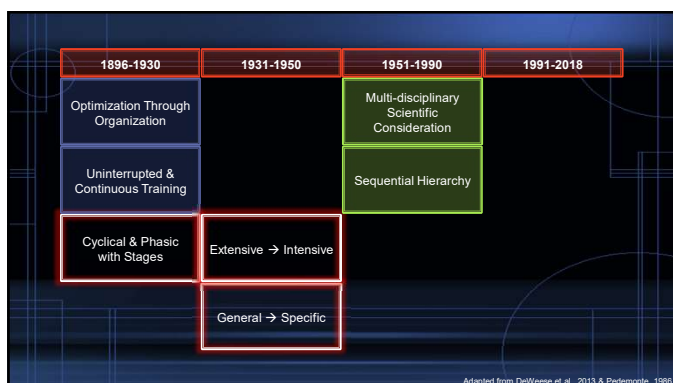 1896-1930
1931-1950
1951-1990
1991-2018
Optimization Through
Organization
Multi-disciplinary
Scientific
Consideration
Uninterrupted &
Continuous Training
Sequential Hierarchy
Cyclical & Phasic
with Stages
Extensive → Intensive
General → Specific
Adapted from DeWeese et al., 2013 & Pedemonte, 1986